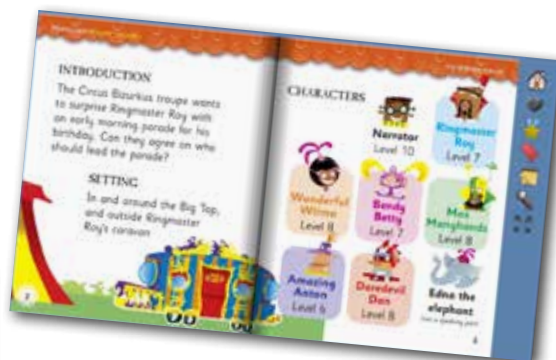 INTRODUCTION
The Circus Bizurkus troupe wants
to surprise Ringmaster Roy with
an early morning parade for his
birthday. Can they agree on who
should lead the parade?
SETTING
In and around the Big Top,
and outside Ringmaster
Roy's caravan
2
CHARACTERS
Narrator
Level 10
Ringmaster
Roy
Level 7
Wonderful
Wilma
Level 8
Bendy
Betty
Level 7
Max
Manyhands
Level 8
Amazing
Anton
Level 6
Daredevil
Dan
Level 8
Edna the
elephant